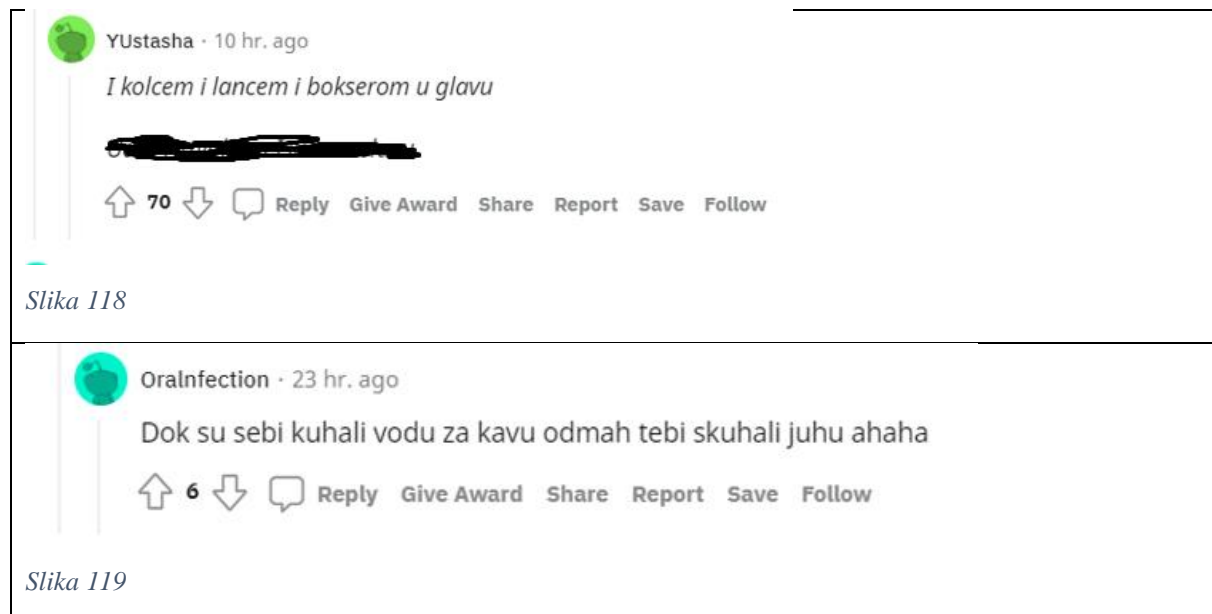 YUstasha · 10 hr. ago
I kolcem i lancem i bokserom u glavu
70 Reply Give Award Share Report Save Follow
Slika 118
OraInfection · 23 hr. ago
Dok su sebi kuhali vodu za kavu odmah tebi skuhali juhu ahaha
6 Reply Give Award Share Report Save Follow
Slika 119